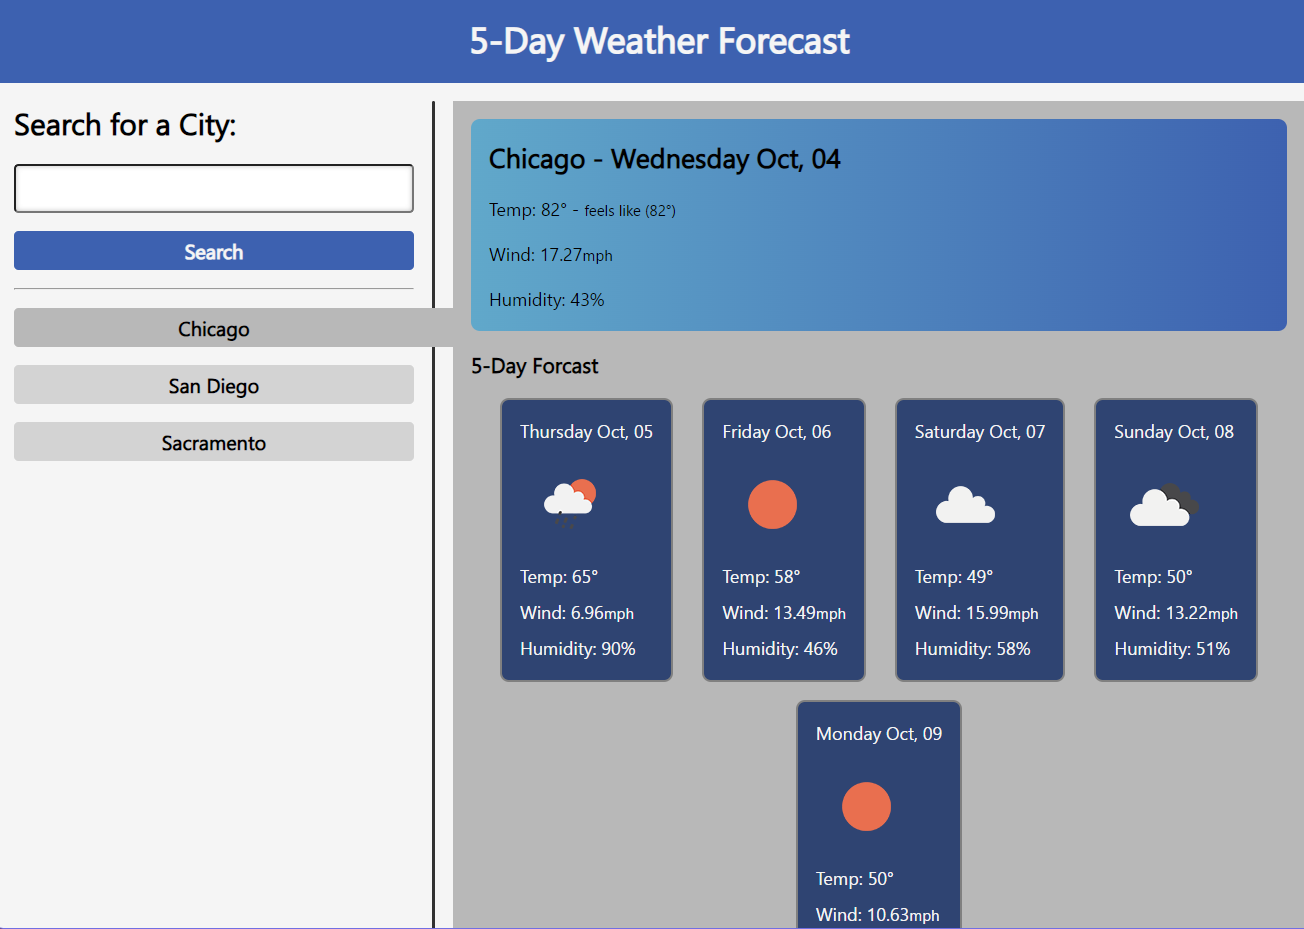 5-Day Weather Forecast
Search for a City:
Search
Chicago
San Diego
Sacramento
Chicago - Wednesday Oct, 04
Temp: 82° - feels like (82°)
Wind: 17.27mph
Humidity: 43%
5-Day Forcast
Thursday Oct, 05
Temp: 65°
Wind: 6.96mph
Humidity: 90%
Friday Oct, 06
Temp: 58°
Wind: 13.49mph
Humidity: 46%
Saturday Oct, 07
Temp: 49°
Wind: 15.99mph
Humidity: 58%
Sunday Oct, 08
Temp: 50°
Wind: 13.22mph
Humidity: 51%
Monday Oct, 09
Temp: 50°
Wind: 10.63mph